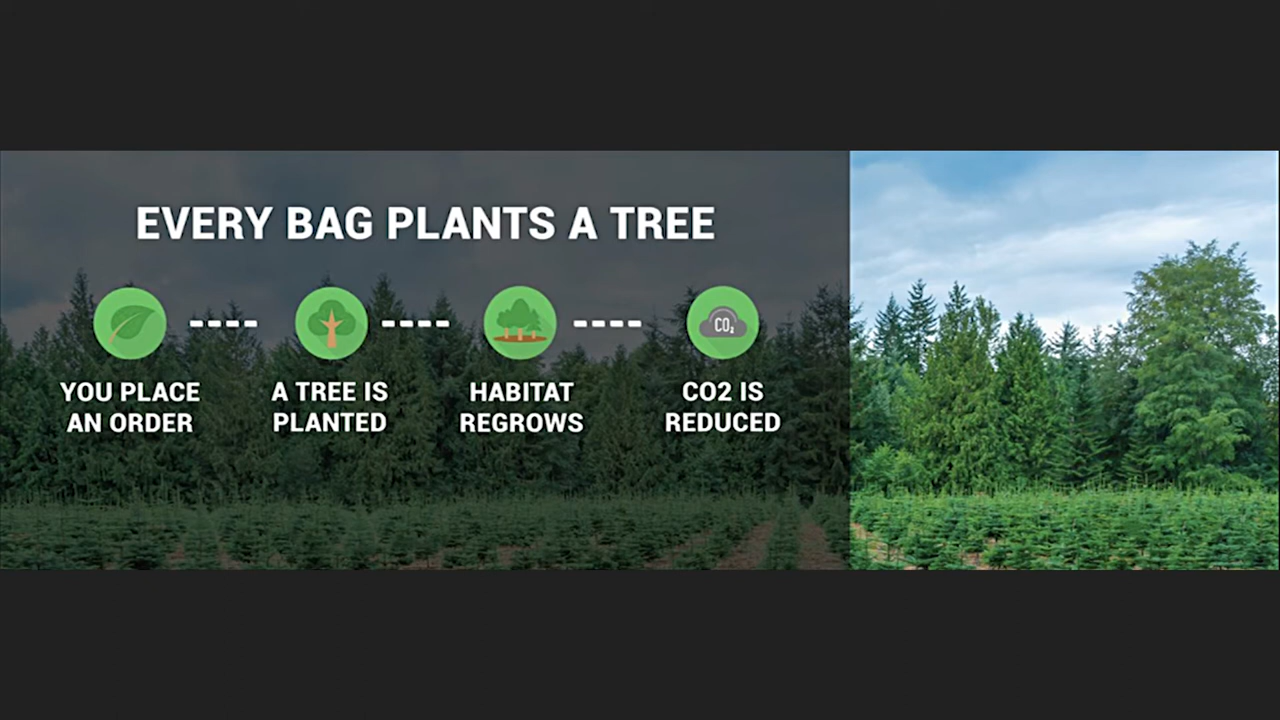 EVERY BAG PLANTS A TREE
YOU PLACE
AN ORDER
A TREE IS
PLANTED
HABITAT
REGROWS
CO₂
CO2 IS
REDUCED